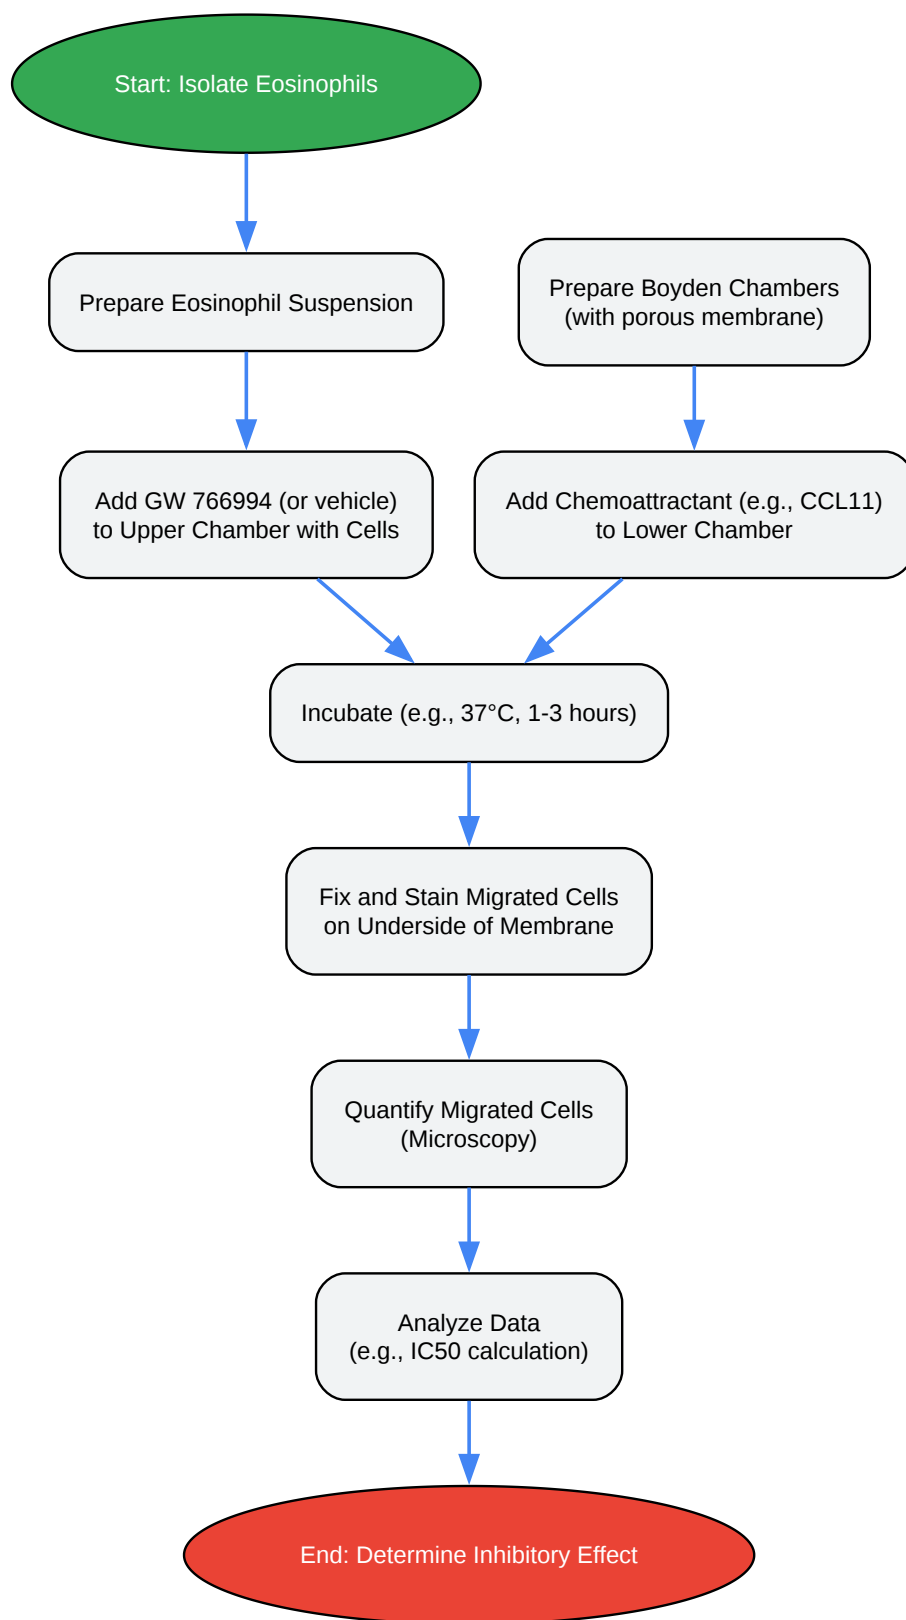 Start: Isolate Eosinophils
Prepare Eosinophil Suspension
Prepare Boyden Chambers
(with porous membrane)
Add GW 766994 (or vehicle)
to Upper Chamber with Cells
Add Chemoattractant (e.g., CCL11)
to Lower Chamber
Incubate (e.g., 37°C, 1-3 hours)
Fix and Stain Migrated Cells
on Underside of Membrane
Quantify Migrated Cells
(Microscopy)
Analyze Data
(e.g., IC50 calculation)
End: Determine Inhibitory Effect